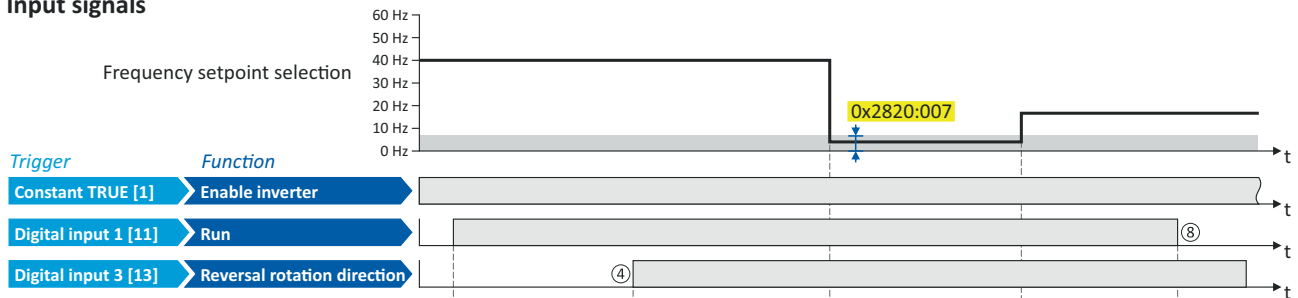 Input signals
60 Hz
50 Hz
40 Hz
Frequency setpoint selection
30 Hz
20 Hz
0x2820:007
10 Hz
0 Hz
t
Trigger Function
Constant TRUE [1] Enable inverter
t
Digital input 1 [11] Run ⑧
t
Digital input 3 [13] Reversal rotation direction ④
t